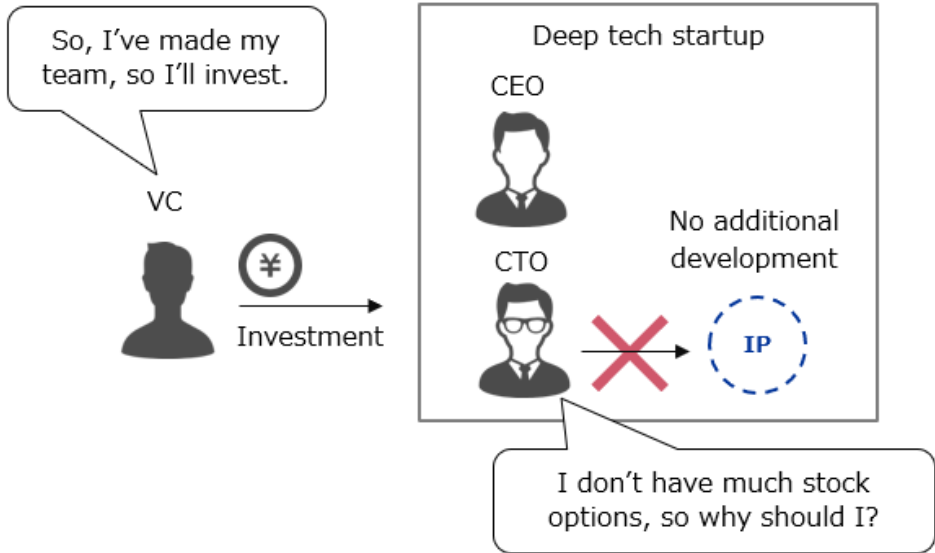 So, I've made my
team, so I'll invest.
Deep tech startup
CEO
VC
¥
Investment
CTO
No additional
development
IP
I don't have much stock
options, so why should I?